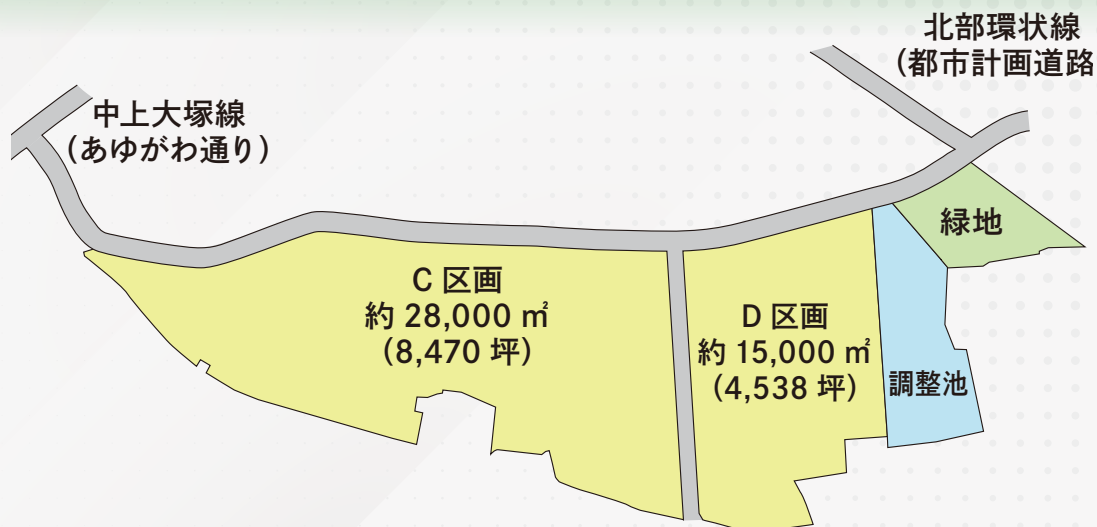 北部環状線
（都市計画道路
中上大塚線
（あゆがわ通り）
緑地
C 区画
約 28,000 ㎡
（8,470 坪）
D 区画
約 15,000 ㎡
（4,538 坪）
調整池